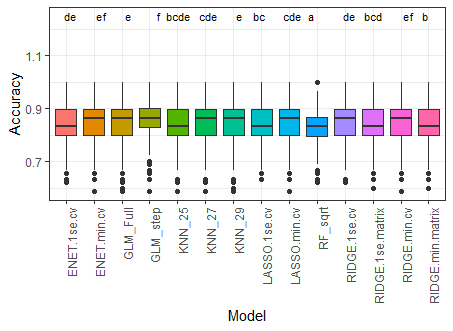 de ef e f bcde cde e bc cde a de bcd ef b
1.1
0.9
0.7
Accuracy
ENET.1se.cv
ENET.min.cv
GLM_Full
GLM_step
KNN_25
KNN_27
KNN_29
LASSO.1se.cv
LASSO.min.cv
RF_sqrt
RIDGE.1se.cv
RIDGE.1se.matrix
RIDGE.min.cv
RIDGE.min.matrix
Model